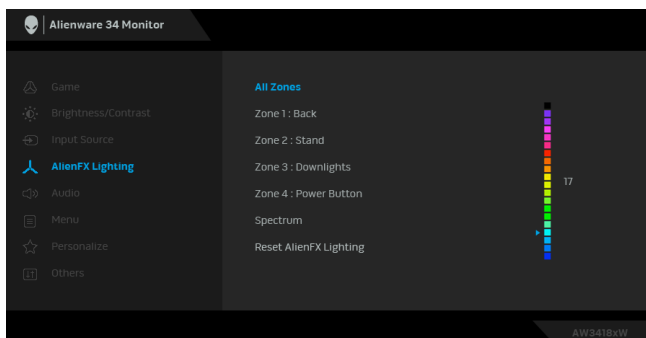 Alienware 34 Monitor
Game
Brightness/Contrast
Input Source
AlienFX Lighting
Audio
Menu
Personalize
Others
All Zones
Zone 1 : Back
Zone 2 : Stand
Zone 3 : Downlights
Zone 4 : Power Button
Spectrum
Reset AlienFX Lighting
17
AW3418xW